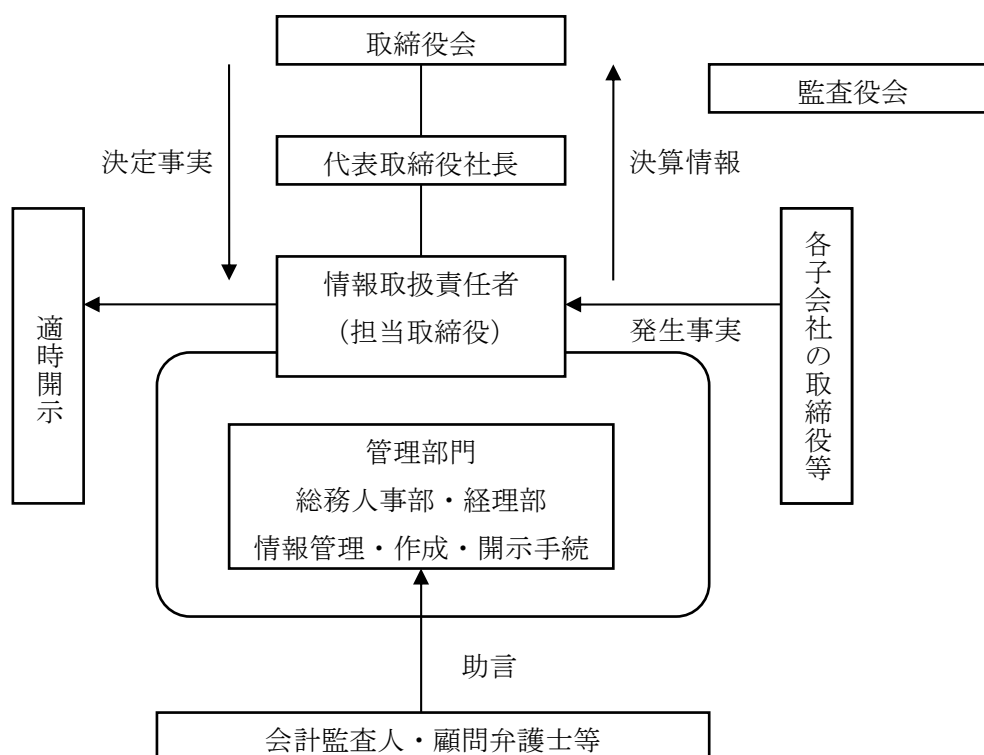 取締役会
監査役会
決定事実
代表取締役社長
決算情報
適時開示
情報取扱責任者
（担当取締役）
発生事実
各子会社の取締役等
管理部門
総務人事部・経理部
情報管理・作成・開示手続
助言
会計監査人・顧問弁護士等